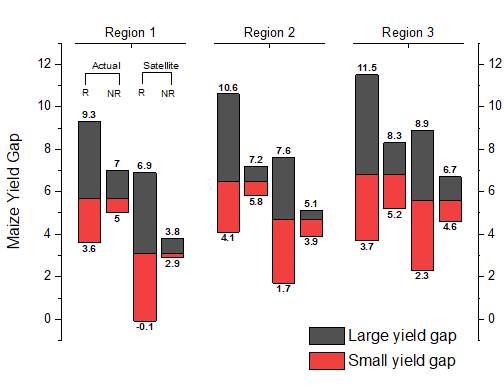 Region 1 Region 2 Region 3
Actual Satellite
R NR R NR
Maize Yield Gap
12 12
10 10
8 8
6 6
4 4
2 2
0 0
9.3 7 6.9 3.8
3.6 5 -0.1 2.9
10.6 7.2 7.6 5.1
4.1 5.8 1.7 3.9
11.5 8.3 8.9 6.7
3.7 5.2 2.3 4.6
Large yield gap
Small yield gap